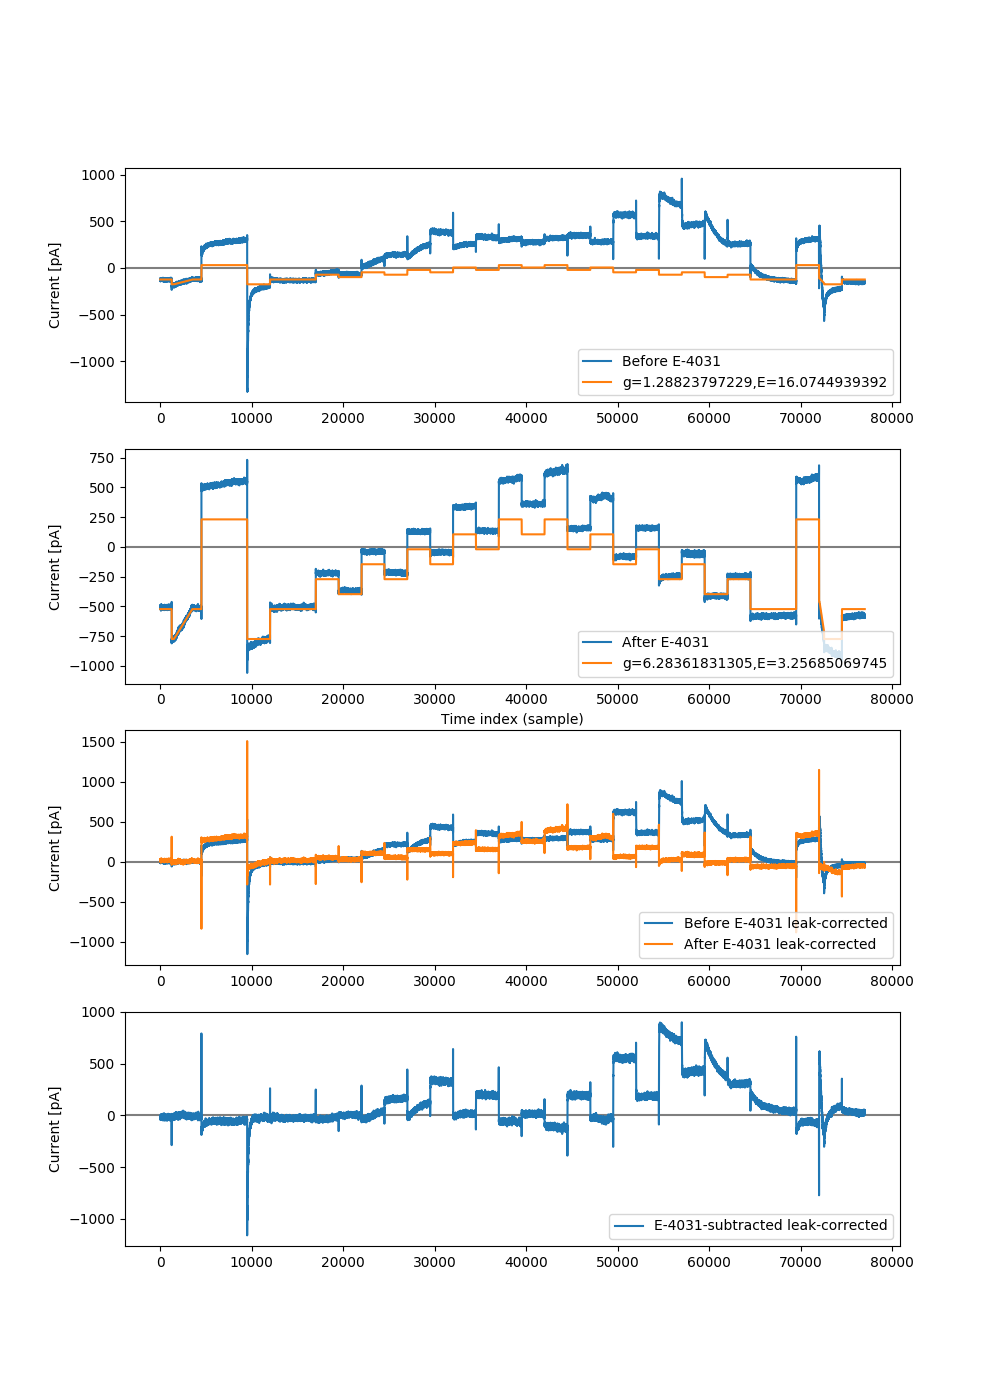 1000
500
0
−500
−1000
Current [pA]
Before E-4031
g=1.28823797229,E=16.0744939392
0 10000 20000 30000 40000 50000 60000 70000 80000
750
500
250
0
−250
−500
−750
−1000
Current [pA]
After E-4031
g=6.28361831305,E=3.25685069745
0 10000 20000 30000 40000 50000 60000 70000 80000
Time index (sample)
1500
1000
500
0
−500
−1000
Current [pA]
Before E-4031 leak-corrected
After E-4031 leak-corrected
0 10000 20000 30000 40000 50000 60000 70000 80000
1000
500
0
−500
−1000
Current [pA]
E-4031-subtracted leak-corrected
0 10000 20000 30000 40000 50000 60000 70000 80000